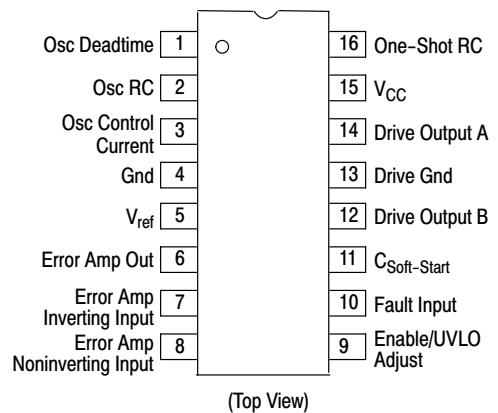 Osc Deadtime 1
Osc RC 2
Osc Control
Current 3
Gnd 4
Vref 5
Error Amp Out 6
Error Amp
Inverting Input 7
Error Amp
Noninverting Input 8
16 One-Shot RC
15 VCC
14 Drive Output A
13 Drive Gnd
12 Drive Output B
11 CSoft-Start
10 Fault Input
9 Enable/UVLO
Adjust
(Top View)